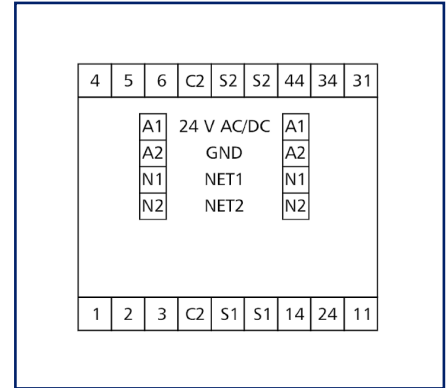 4 5 6 C2 S2 S2 44 34 31
A1 24 V AC/DC A1
A2 GND A2
N1 NET1 N1
N2 NET2 N2
1 2 3 C2 S1 S1 14 24 11